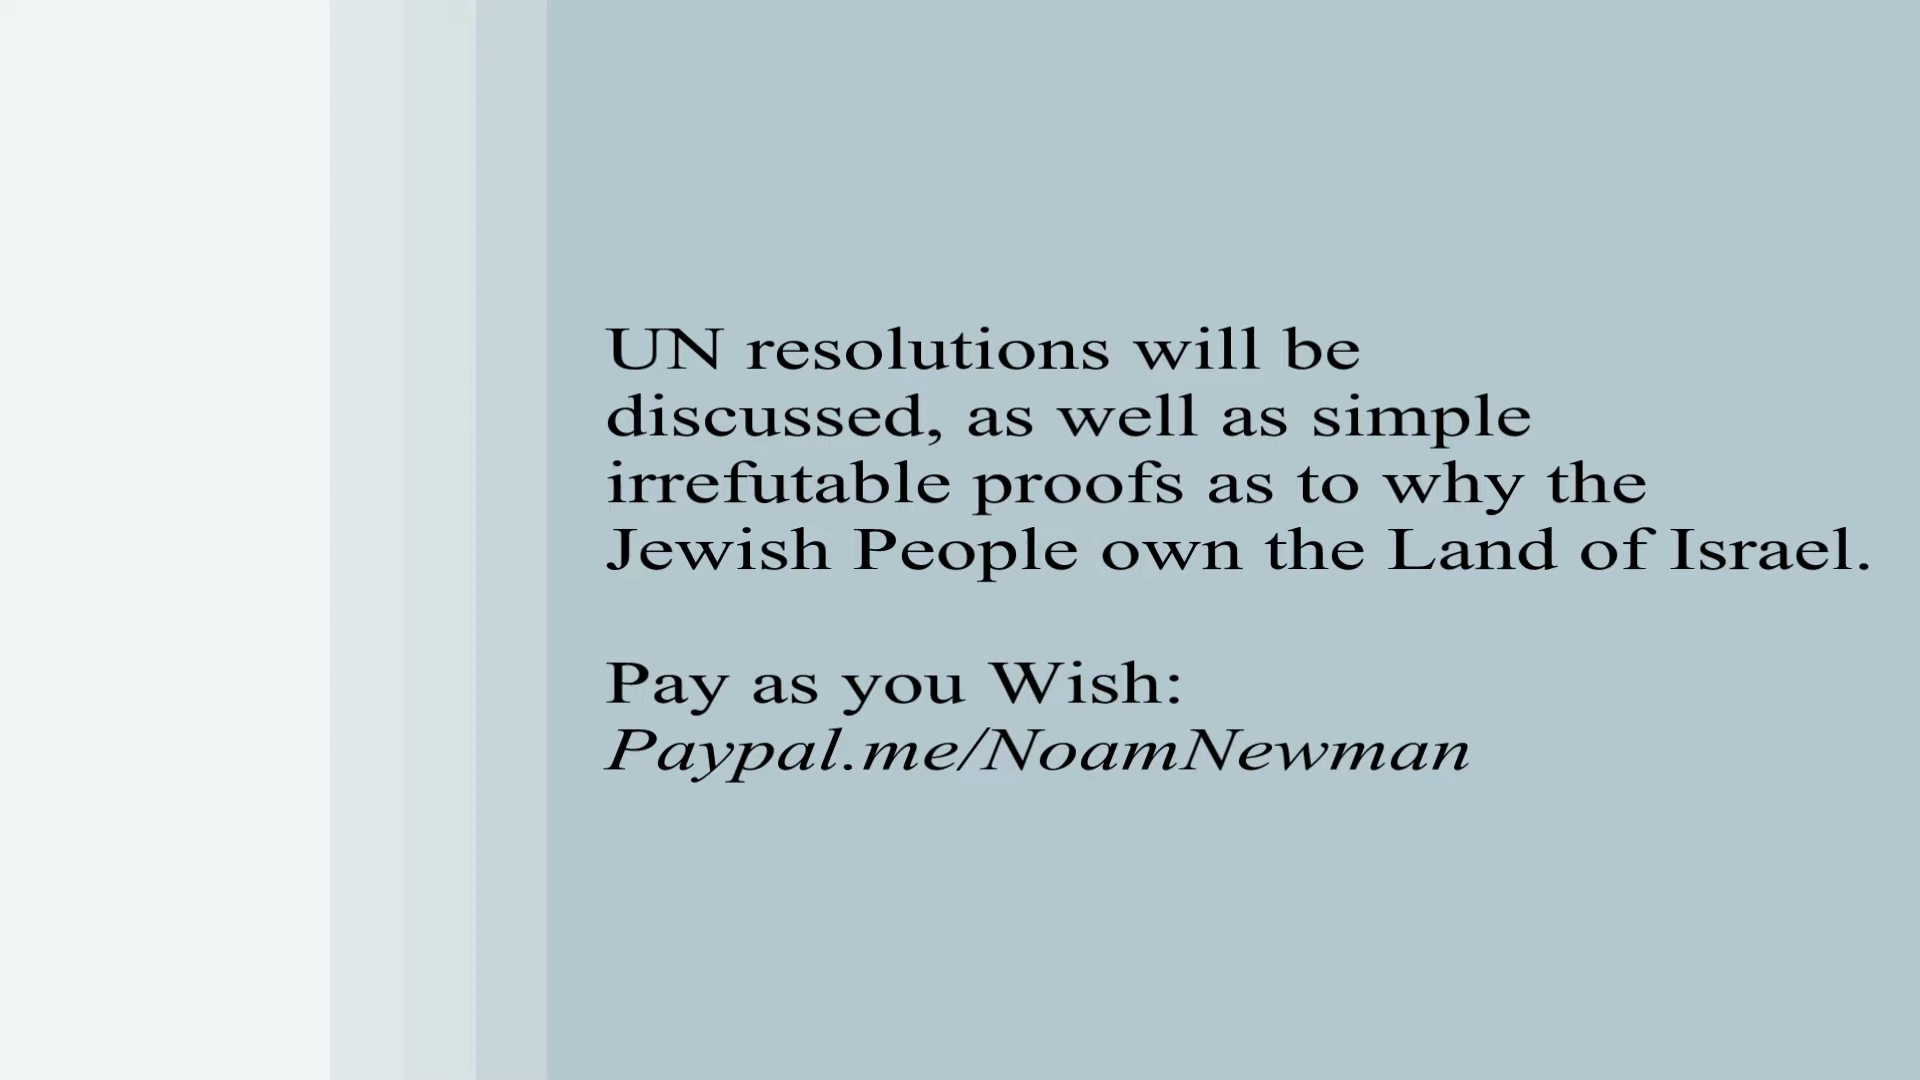 UN resolutions will be
discussed, as well as simple
irrefutable proofs as to why the
Jewish People own the Land of Israel.
Pay as you Wish:
Paypal.me/NoamNewman